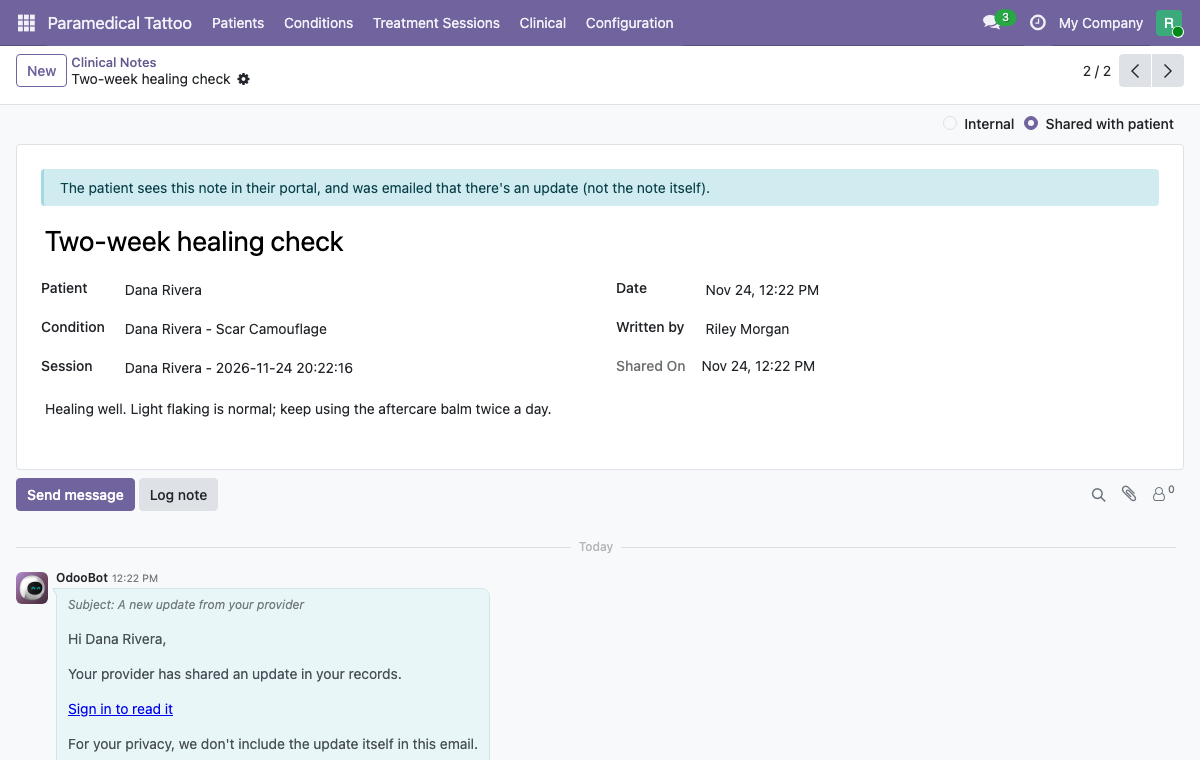 Paramedical Tattoo Patients Conditions Treatment Sessions Clinical Configuration 3 My Company R
New Clinical Notes
Two-week healing check
2 / 2
Internal Shared with patient
The patient sees this note in their portal, and was emailed that there's an update (not the note itself).
Two-week healing check
Patient Dana Rivera Date Nov 24, 12:22 PM
Condition Dana Rivera - Scar Camouflage Written by Riley Morgan
Session Dana Rivera - 2026-11-24 20:22:16 Shared On Nov 24, 12:22 PM
Healing well. Light flaking is normal; keep using the aftercare balm twice a day.
Send message Log note 0
Today
OdooBot 12:22 PM
Subject: A new update from your provider
Hi Dana Rivera,
Your provider has shared an update in your records.
Sign in to read it
For your privacy, we don't include the update itself in this email.